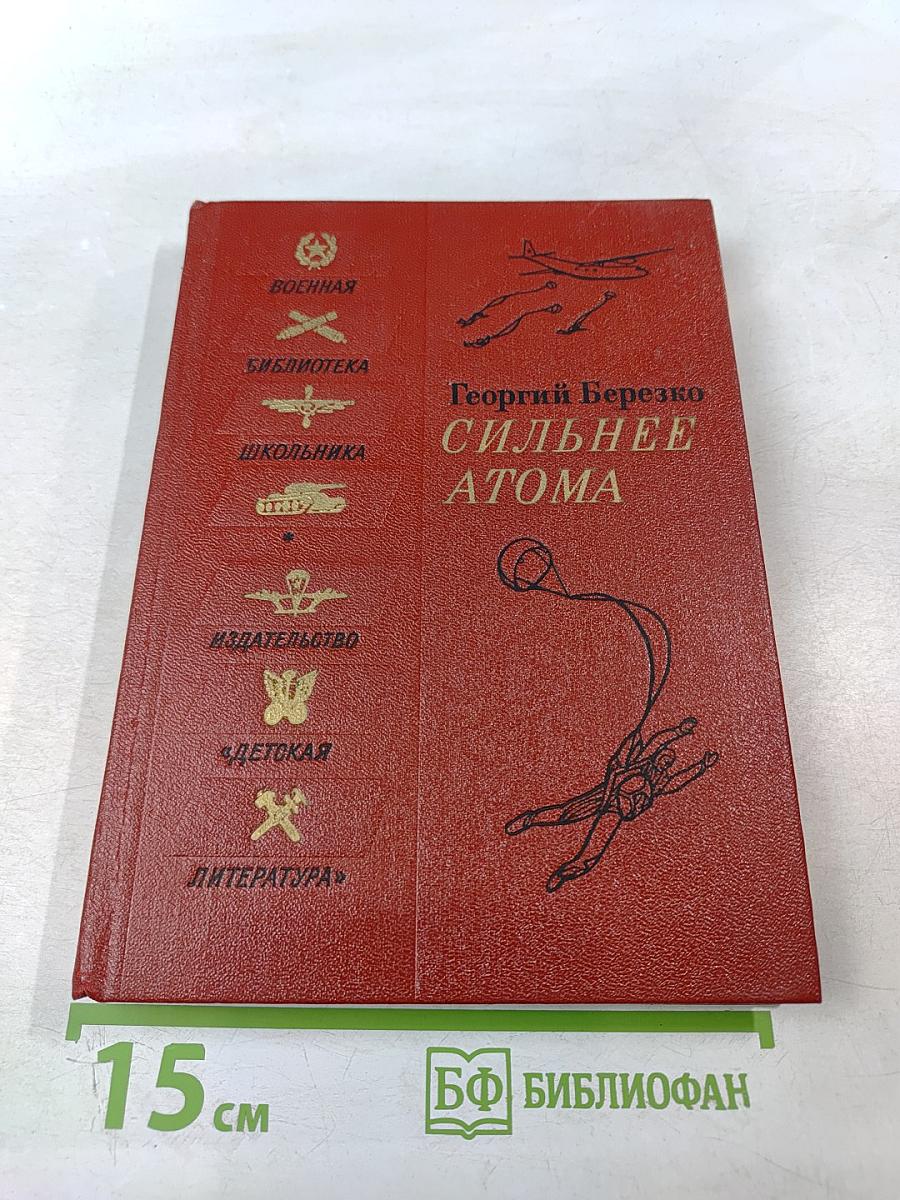 ВОЕННАЯ
БИБЛИОТЕКА
ШКОЛЬНИКА
*
ИЗДАТЕЛЬСТВО
«ДЕТСКАЯ
ЛИТЕРАТУРА»
Георгий Березко
СИЛЬНЕЕ
АТОМА
15 см
БФ БИБЛИОФАН